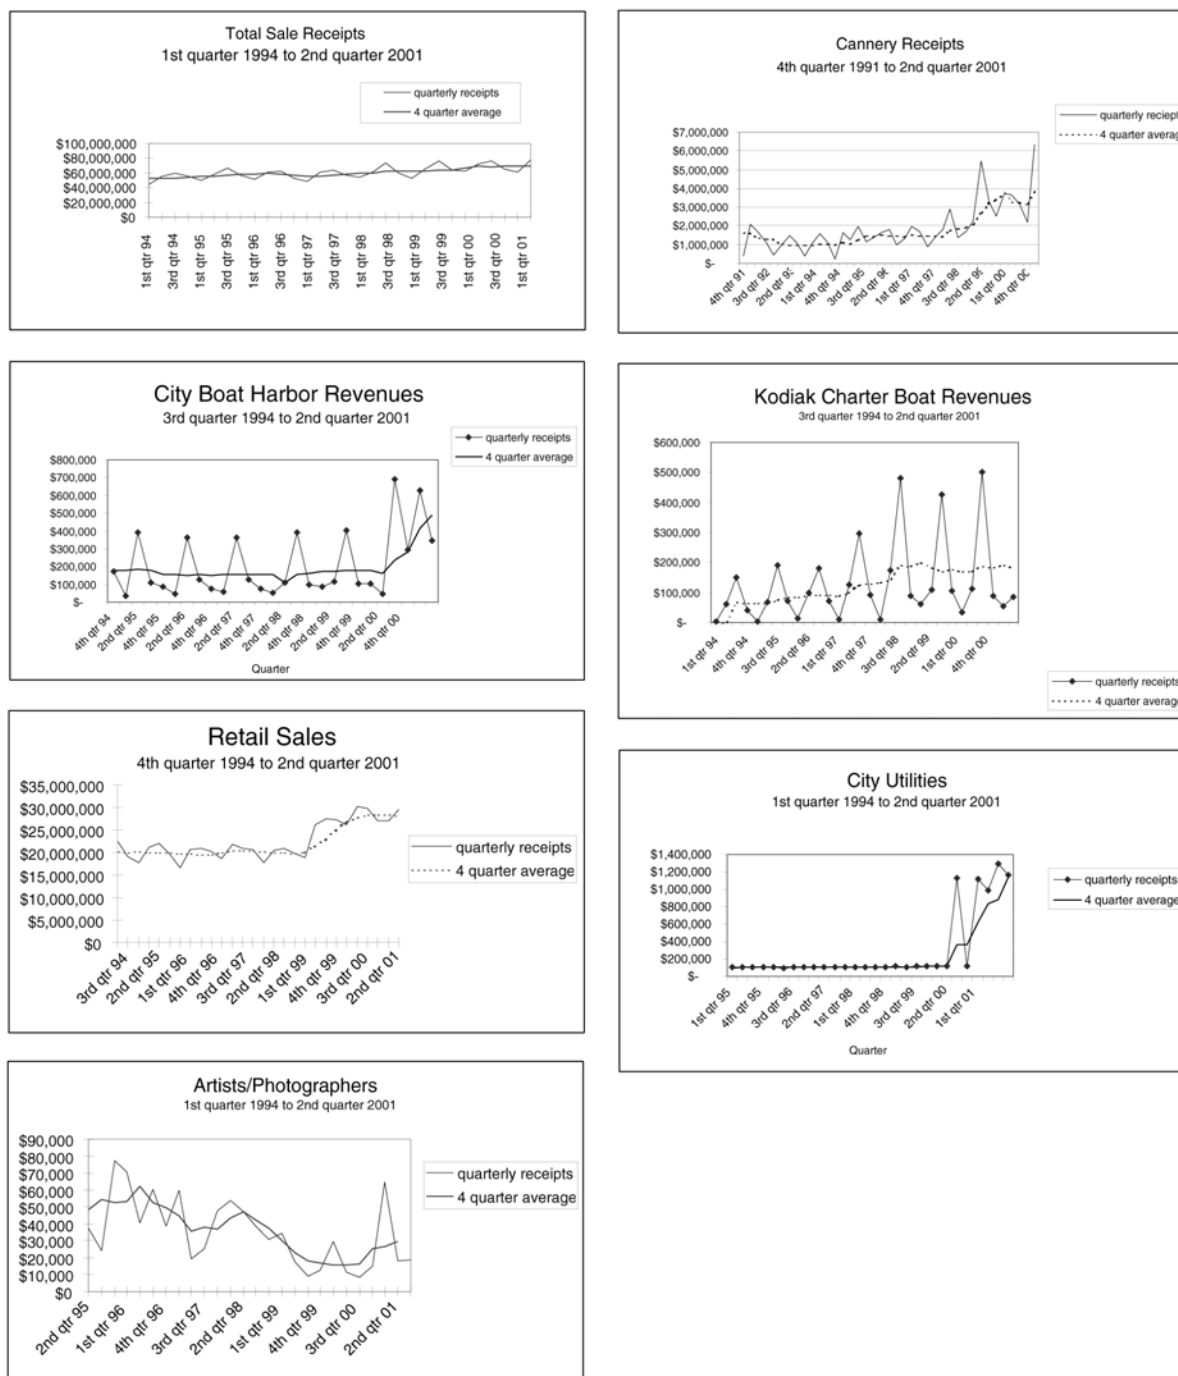 Total Sale Receipts
1st quarter 1994 to 2nd quarter 2001
quarterly receipts
4 quarter average
$100,000,000
$80,000,000
$60,000,000
$40,000,000
$20,000,000
$0
1st qtr 94
3rd qtr 94
1st qtr 95
3rd qtr 95
1st qtr 96
3rd qtr 96
1st qtr 97
3rd qtr 97
1st qtr 98
3rd qtr 98
1st qtr 99
3rd qtr 99
1st qtr 00
3rd qtr 00
1st qtr 01
Cannery Receipts
4th quarter 1991 to 2nd quarter 2001
quarterly reciepts
4 quarter average
$7,000,000
$6,000,000
$5,000,000
$4,000,000
$3,000,000
$2,000,000
$1,000,000
$-
4th qtr 91
3rd qtr 92
2nd qtr 93
1st qtr 94
4th qtr 94
3rd qtr 95
2nd qtr 96
1st qtr 97
4th qtr 97
3rd qtr 98
2nd qtr 99
1st qtr 00
4th qtr 00
City Boat Harbor Revenues
3rd quarter 1994 to 2nd quarter 2001
quarterly receipts
4 quarter average
$800,000
$700,000
$600,000
$500,000
$400,000
$300,000
$200,000
$100,000
$-
4th qtr 94
2nd qtr 95
4th qtr 95
2nd qtr 96
4th qtr 96
2nd qtr 97
4th qtr 97
2nd qtr 98
4th qtr 98
2nd qtr 99
4th qtr 99
2nd qtr 00
4th qtr 00
Quarter
Kodiak Charter Boat Revenues
3rd quarter 1994 to 2nd quarter 2001
$600,000
$500,000
$400,000
$300,000
$200,000
$100,000
$-
1st qtr 94
4th qtr 94
3rd qtr 95
2nd qtr 96
1st qtr 97
4th qtr 97
3rd qtr 98
2nd qtr 99
1st qtr 00
4th qtr 00
quarterly receipts
4 quarter average
Retail Sales
4th quarter 1994 to 2nd quarter 2001
$35,000,000
$30,000,000
$25,000,000
$20,000,000
$15,000,000
$10,000,000
$5,000,000
$0
quarterly receipts
4 quarter average
3rd qtr 94
2nd qtr 95
1st qtr 96
4th qtr 96
3rd qtr 97
2nd qtr 98
1st qtr 99
4th qtr 99
3rd qtr 00
2nd qtr 01
City Utilities
1st quarter 1994 to 2nd quarter 2001
$1,400,000
$1,200,000
$1,000,000
$800,000
$600,000
$400,000
$200,000
$-
quarterly receipts
4 quarter average
1st qtr 95
4th qtr 95
3rd qtr 96
2nd qtr 97
1st qtr 98
4th qtr 98
3rd qtr 99
2nd qtr 00
1st qtr 01
Quarter
Artists/Photographers
1st quarter 1994 to 2nd quarter 2001
$90,000
$80,000
$70,000
$60,000
$50,000
$40,000
$30,000
$20,000
$10,000
$0
quarterly receipts
4 quarter average
2nd qtr 95
1st qtr 96
4th qtr 96
3rd qtr 97
2nd qtr 98
1st qtr 99
4th qtr 99
3rd qtr 00
2nd qtr 01